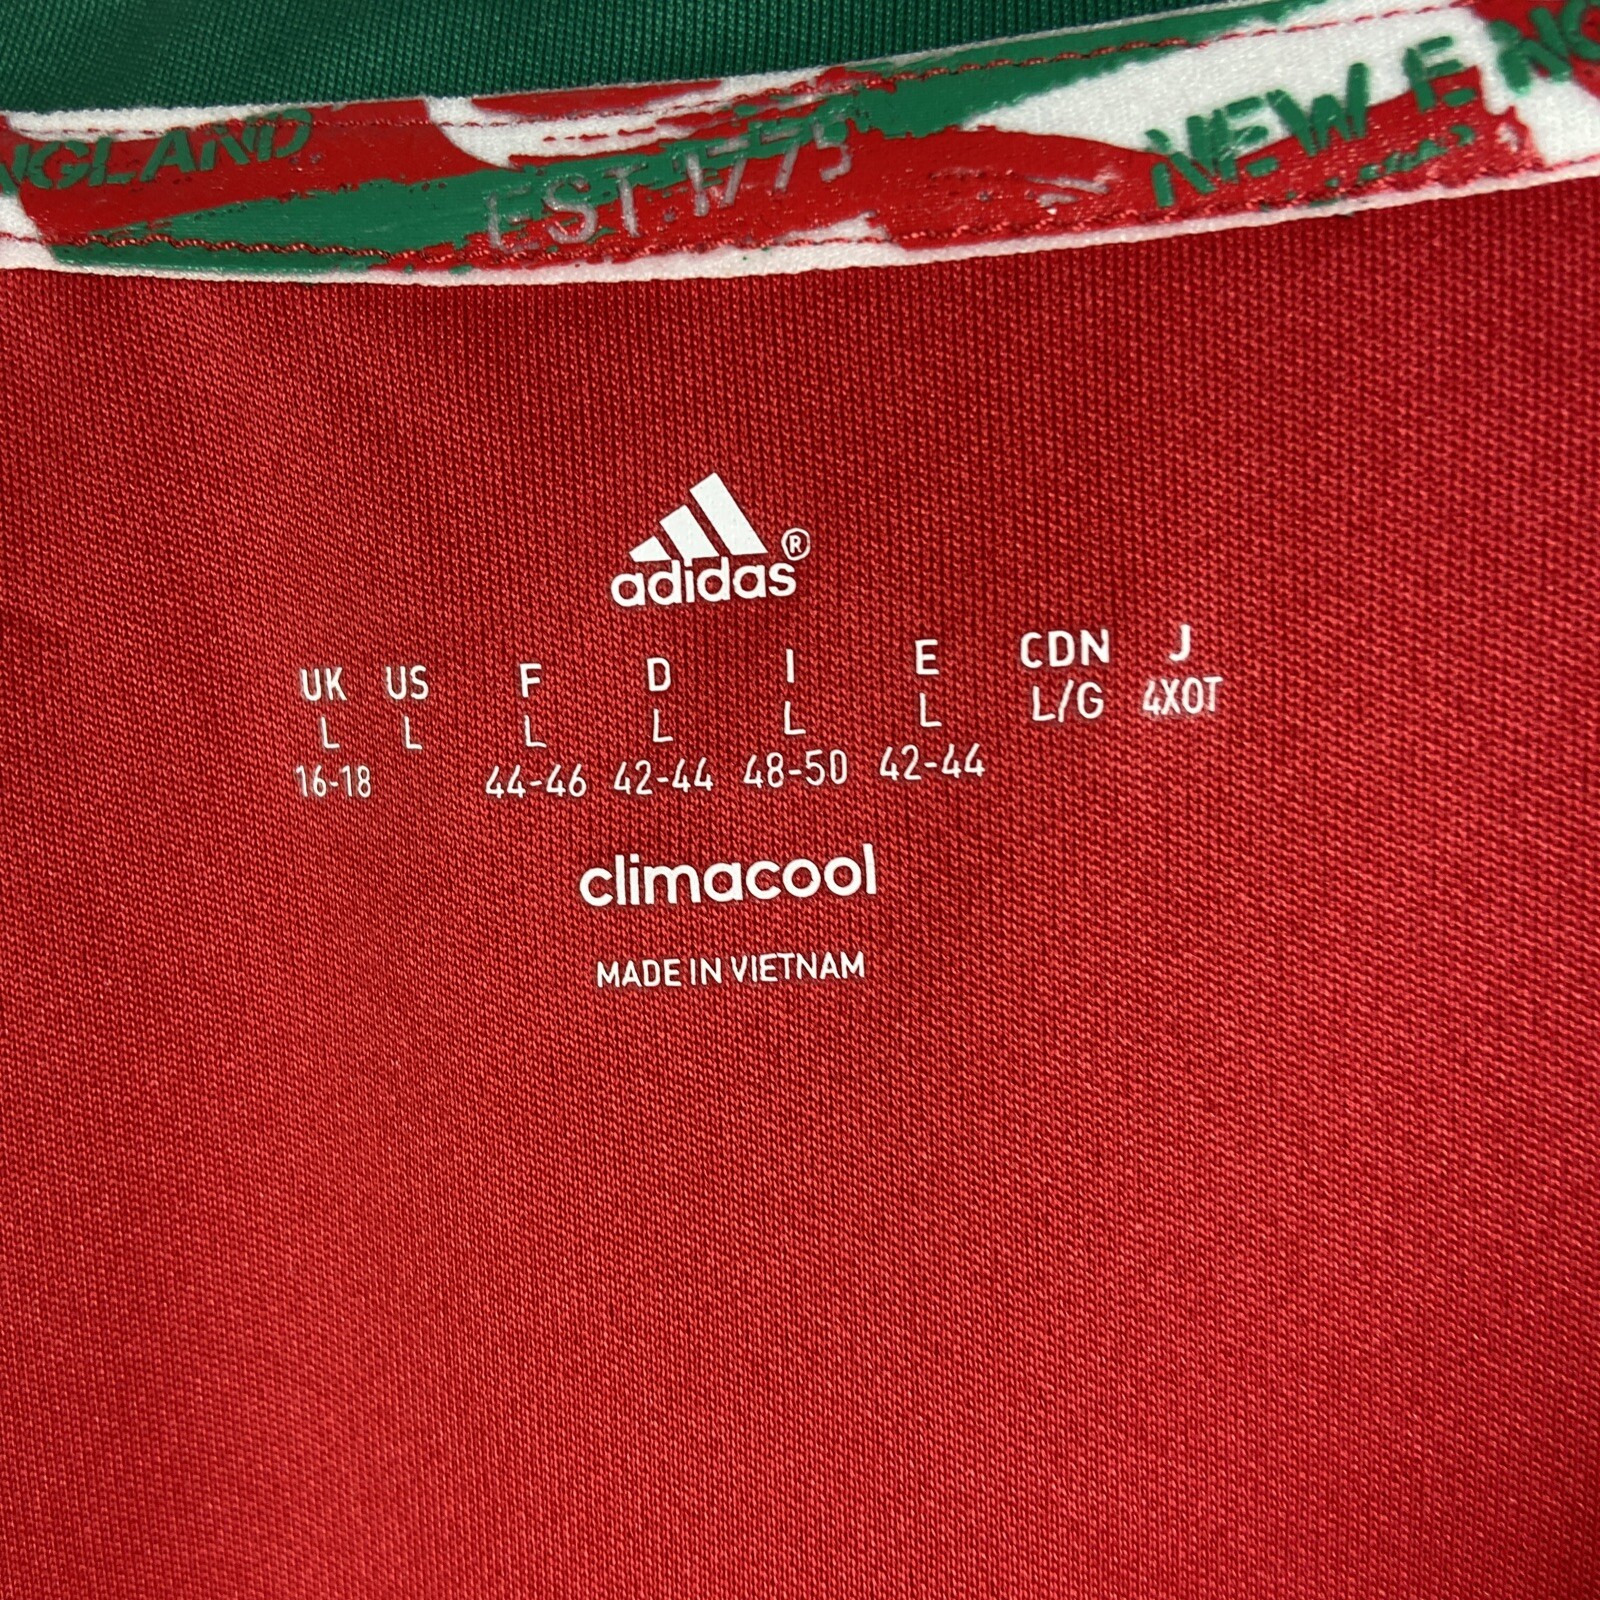 NGLAND EST.1775 NEW ENG
adidas®
UK US F D I E CDN J
L L L L L L L/G 4XOT
16-18 44-46 42-44 48-50 42-44
climacool
MADE IN VIETNAM